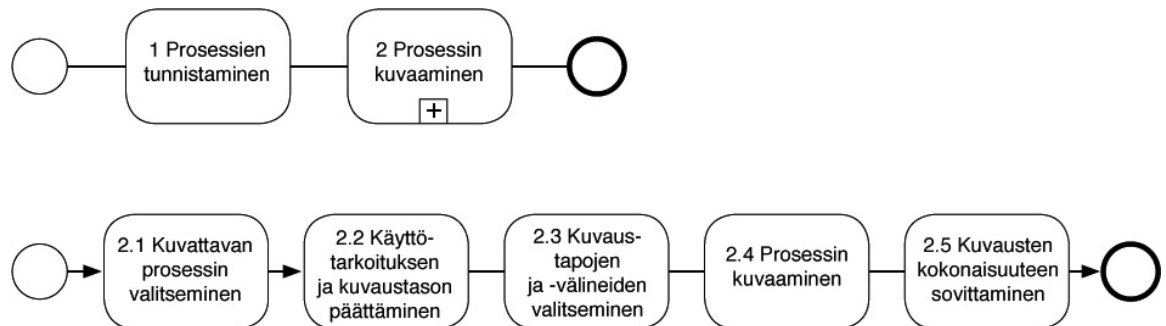 1 Prosessien
tunnistaminen
2 Prosessin
kuvaaminen
2.1 Kuvattavan
prosessin
valitseminen
2.2 Käyttö-
tarkoituksen
ja kuvaustason
päättäminen
2.3 Kuvaus-
tapojen
ja -välineiden
valitseminen
2.4 Prosessin
kuvaaminen
2.5 Kuvausten
kokonaisuuteen
sovittaminen